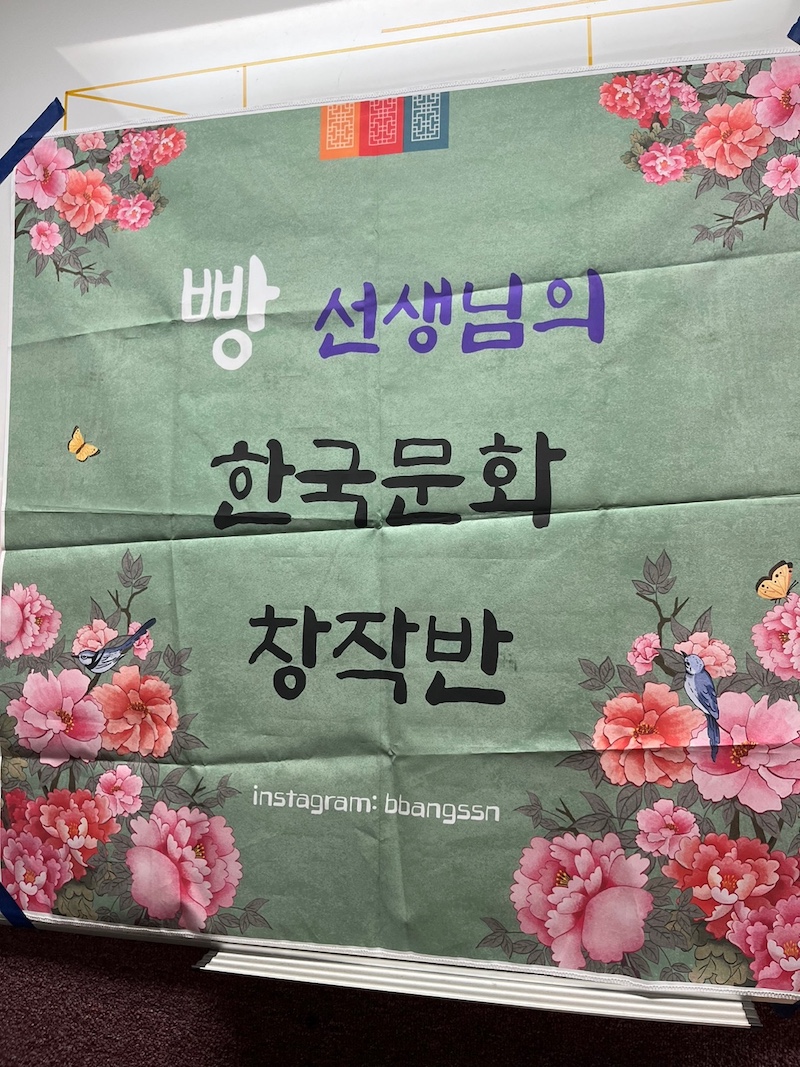 빵 선생님의
한국문화
창작반
instagram: bbangssn